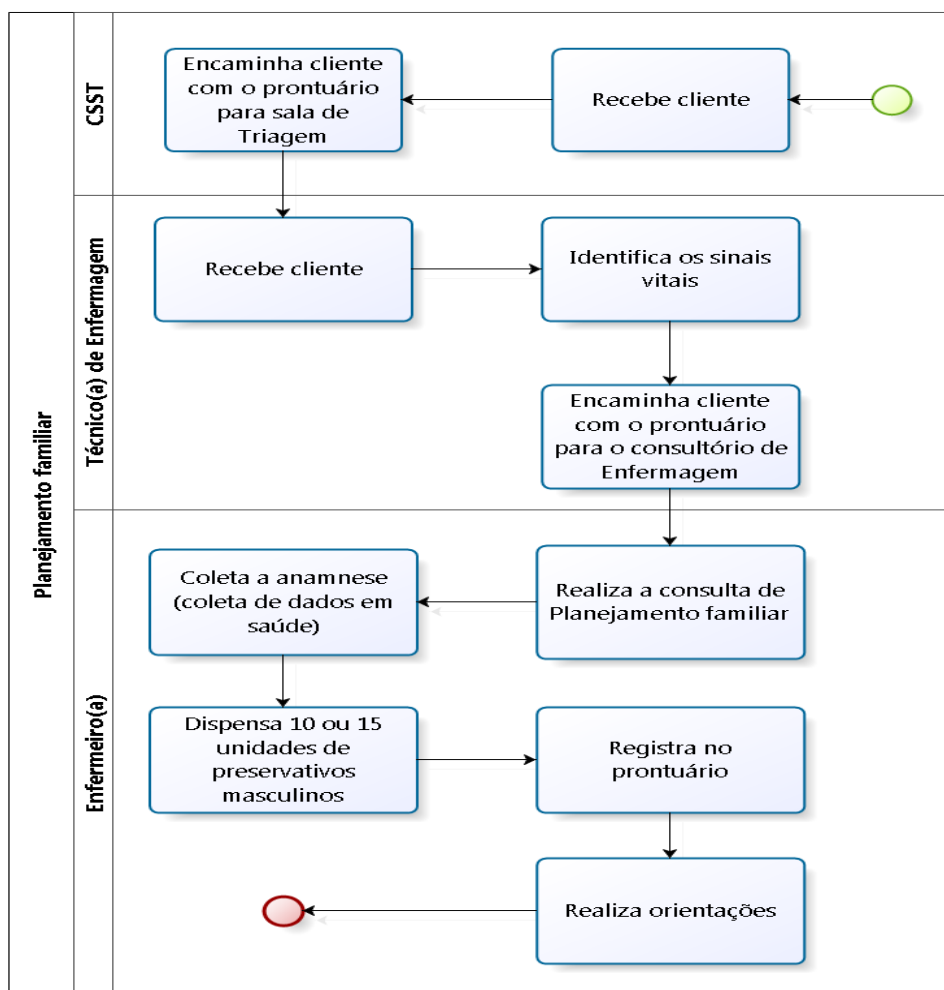 Planejamento familiar
CSST
Recebe cliente
Encaminha cliente
com o prontuário
para sala de
Triagem
Técnico(a) de Enfermagem
Recebe cliente
Identifica os sinais
vitais
Encaminha cliente
com o prontuário
para o consultório de
Enfermagem
Enfermeiro(a)
Realiza a consulta de
Planejamento familiar
Coleta a anamnese
(coleta de dados em
saúde)
Dispensa 10 ou 15
unidades de
preservativos
masculinos
Registra no
prontuário
Realiza orientações